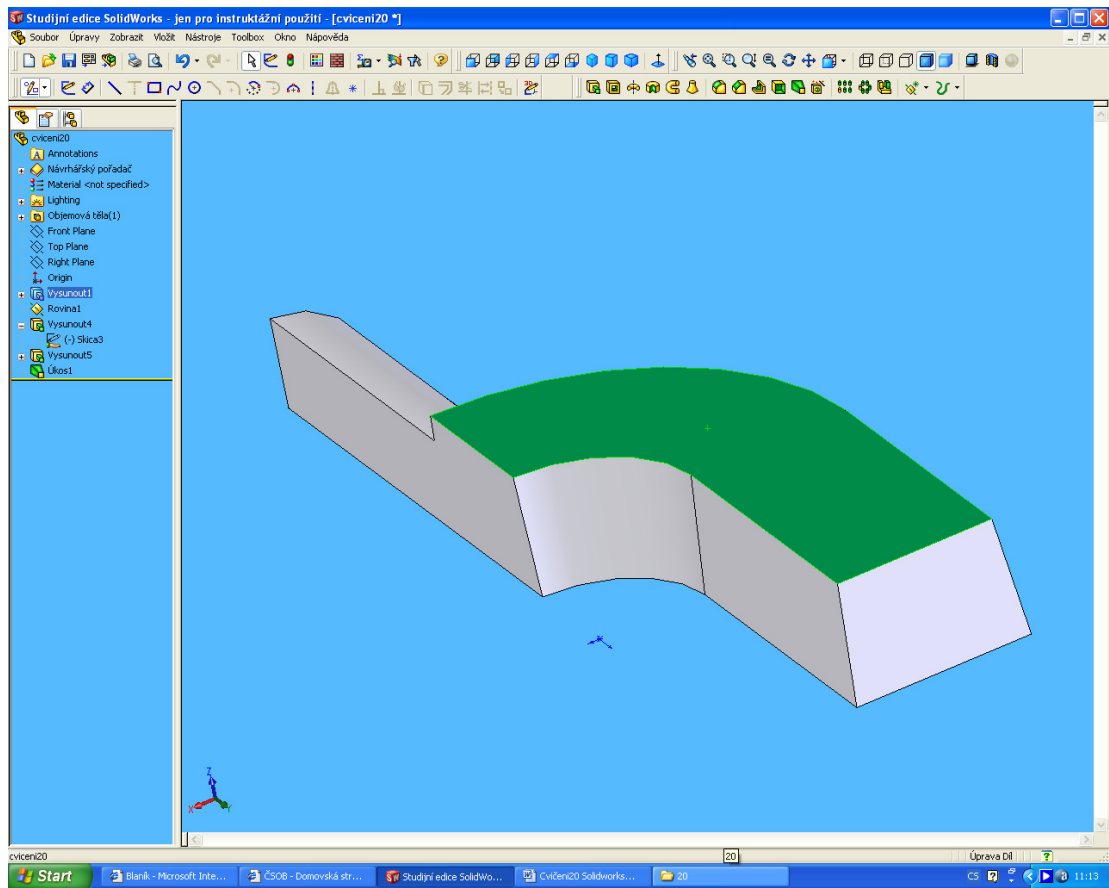 Studijní edice SolidWorks - jen pro instruktážní použití - [cviceni20 *]
Soubor Úpravy Zobrazit Vložit Nástroje Toolbox Okno Nápověda
cviceni20
Annotations
Návrhářský pořadač
Material <not specified>
Lighting
Objemová těla(1)
Front Plane
Top Plane
Right Plane
Origin
Vysunout1
Rovina1
Vysunout4
(-) Skica3
Vysunout5
Úkos1
Z
X
Y
cviceni20
20
Úprava Díl
Start
Blaník - Microsoft Inte...
ČSOB - Domovská str...
Studijní edice SolidWo...
Cvičení20 Solidworks...
20
CS
11:13